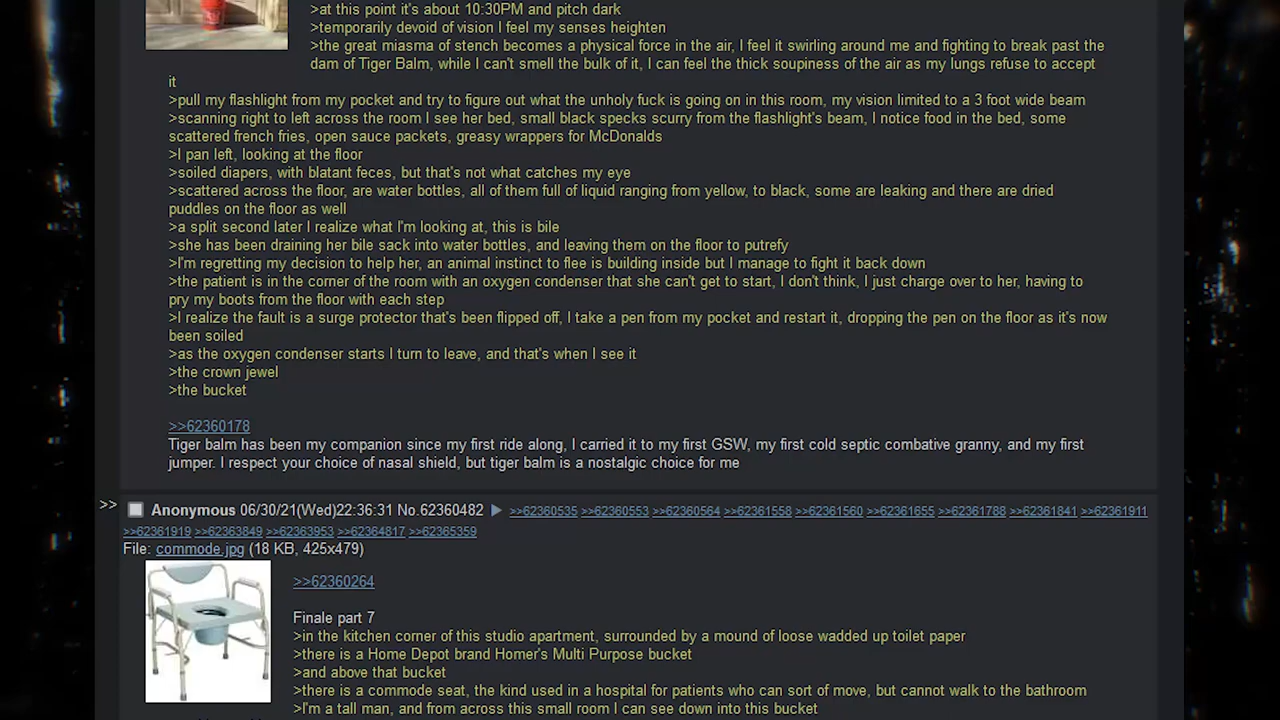 >at this point it's about 10:30PM and pitch dark
>temporarily devoid of vision I feel my senses heighten
>the great miasma of stench becomes a physical force in the air, I feel it swirling around me and fighting to break past the
dam of Tiger Balm, while I can't smell the bulk of it, I can feel the thick soupiness of the air as my lungs refuse to accept
it
>pull my flashlight from my pocket and try to figure out what the unholy fuck is going on in this room, my vision limited to a 3 foot wide beam
>scanning right to left across the room I see her bed, small black specks scurry from the flashlight's beam, I notice food in the bed, some
scattered french fries, open sauce packets, greasy wrappers for McDonalds
>I pan left, looking at the floor
>soiled diapers, with blatant feces, but that's not what catches my eye
>scattered across the floor, are water bottles, all of them full of liquid ranging from yellow, to black, some are leaking and there are dried
puddles on the floor as well
>a split second later I realize what I'm looking at, this is bile
>she has been draining her bile sack into water bottles, and leaving them on the floor to putrefy
>I'm regretting my decision to help her, an animal instinct to flee is building inside but I manage to fight it back down
>the patient is in the corner of the room with an oxygen condenser that she can't get to start, I don't think, I just charge over to her, having to
pry my boots from the floor with each step
>I realize the fault is a surge protector that's been flipped off, I take a pen from my pocket and restart it, dropping the pen on the floor as it's now
been soiled
>as the oxygen condenser starts I turn to leave, and that's when I see it
>the crown jewel
>the bucket
>>62360178
Tiger balm has been my companion since my first ride along, I carried it to my first GSW, my first cold septic combative granny, and my first
jumper. I respect your choice of nasal shield, but tiger balm is a nostalgic choice for me
>> Anonymous 06/30/21(Wed)22:36:31 No.62360482 ▶ >>62360535 >>62360553 >>62360564 >>62361558 >>62361560 >>62361655 >>62361788 >>62361841 >>62361911
>>62361919 >>62363849 >>62363953 >>62364817 >>62365359
File: commode.jpg (18 KB, 425x479)
>>62360264
Finale part 7
>in the kitchen corner of this studio apartment, surrounded by a mound of loose wadded up toilet paper
>there is a Home Depot brand Homer's Multi Purpose bucket
>and above that bucket
>there is a commode seat, the kind used in a hospital for patients who can sort of move, but cannot walk to the bathroom
>I'm a tall man, and from across this small room I can see down into this bucket